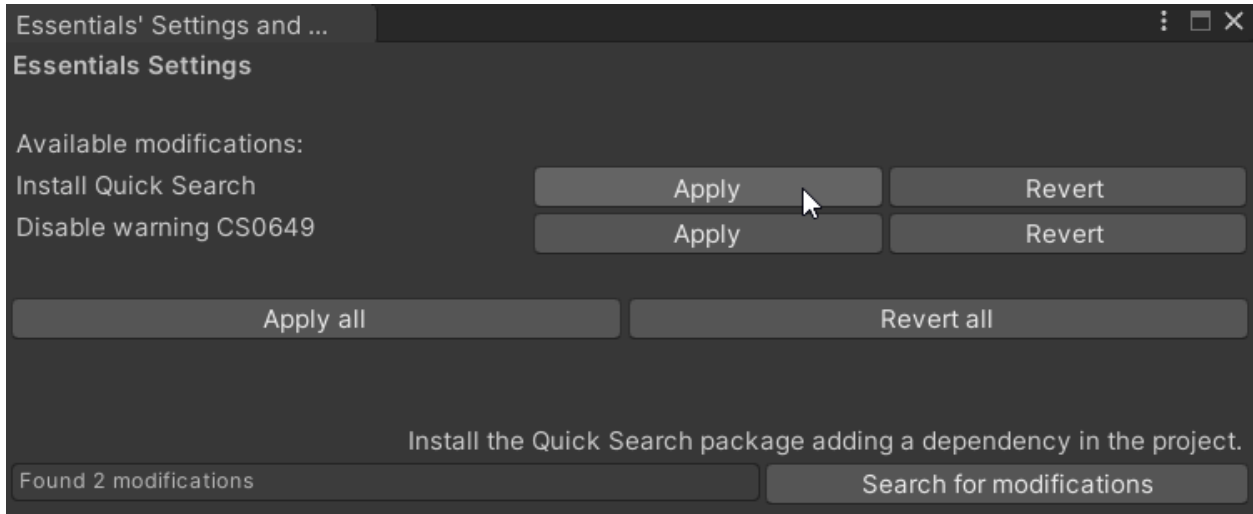 Essentials' Settings and ...
Essentials Settings
Available modifications:
Install Quick Search Apply Revert
Disable warning CS0649 Apply Revert
Apply all Revert all
Install the Quick Search package adding a dependency in the project.
Found 2 modifications Search for modifications